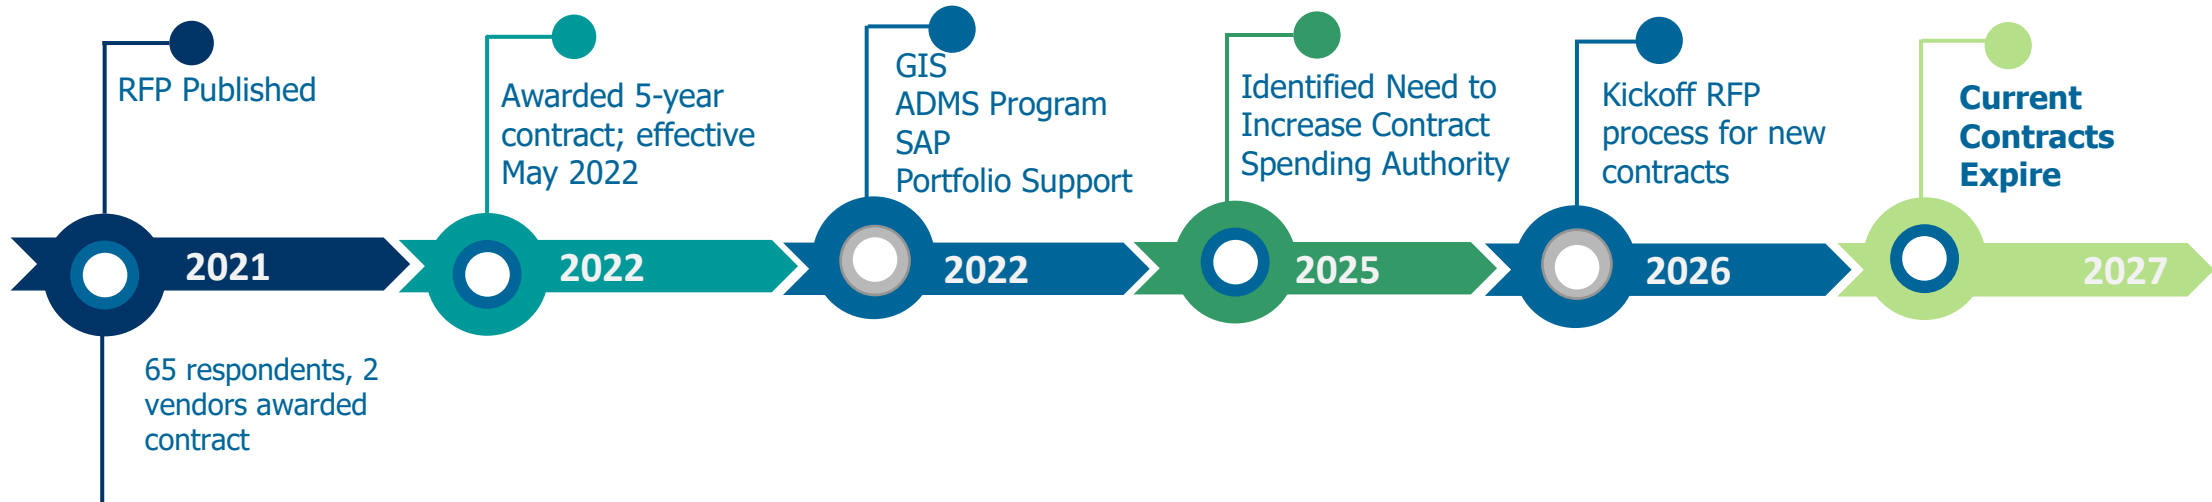 RFP Published
2021
65 respondents, 2
vendors awarded
contract
Awarded 5-year
contract; effective
May 2022
2022
GIS
ADMS Program
SAP
Portfolio Support
2022
Identified Need to
Increase Contract
Spending Authority
2025
Kickoff RFP
process for new
contracts
2026
Current
Contracts
Expire
2027